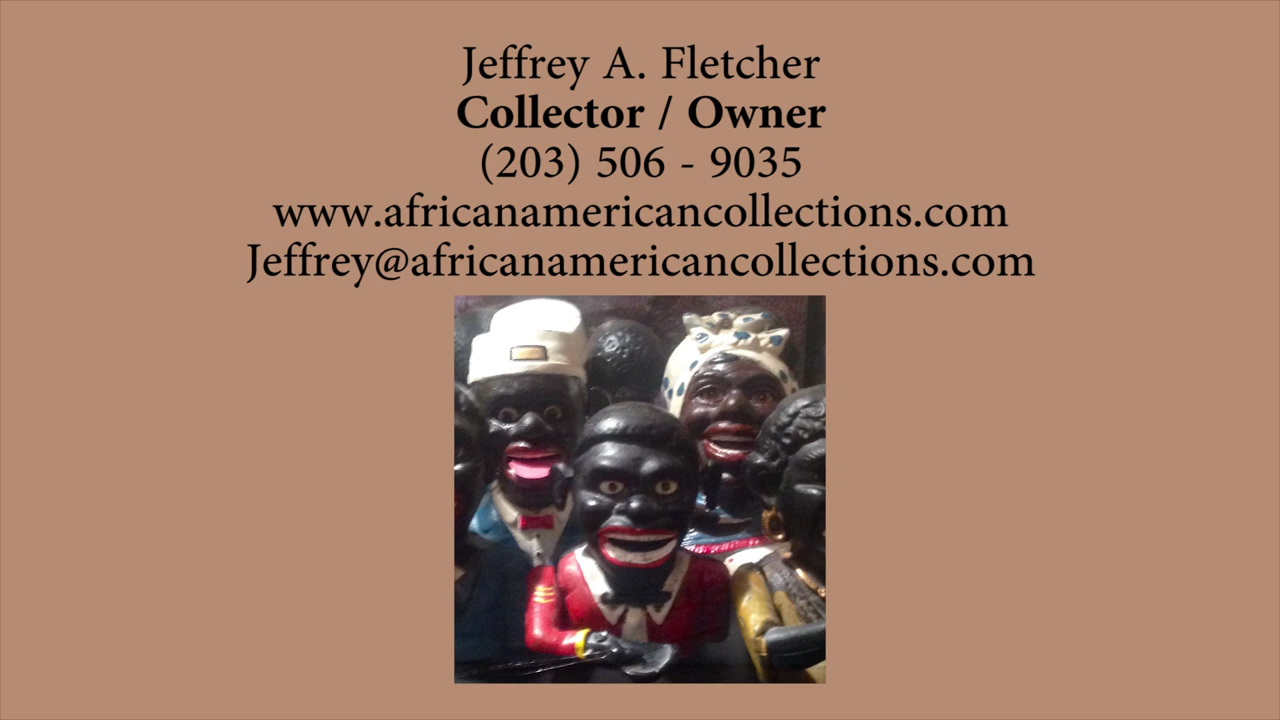 Jeffrey A. Fletcher
Collector / Owner
(203) 506 - 9035
www.africanamericancollections.com
Jeffrey@africanamericancollections.com